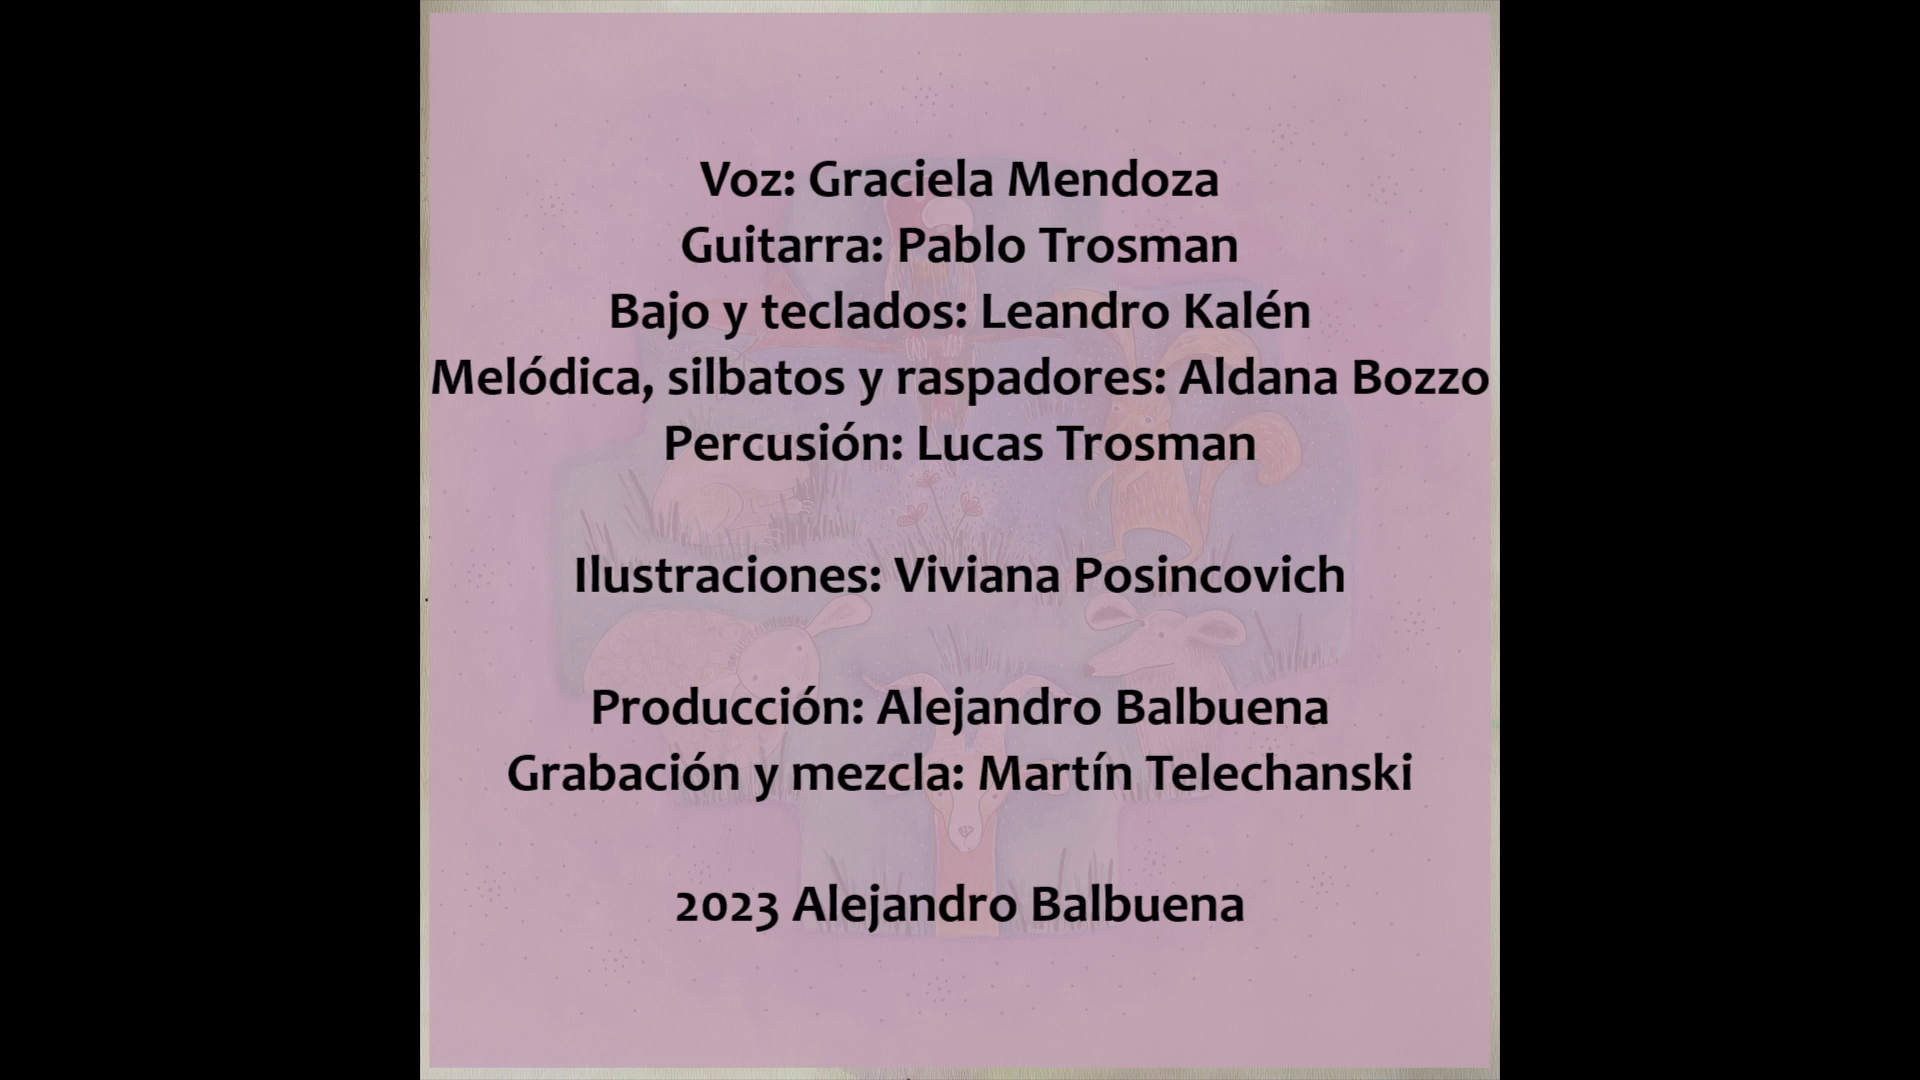 Voz: Graciela Mendoza
Guitarra: Pablo Trosman
Bajo y teclados: Leandro Kalén
Melódica, silbatos y raspadores: Aldana Bozzo
Percusión: Lucas Trosman
Ilustraciones: Viviana Posincovich
Producción: Alejandro Balbuena
Grabación y mezcla: Martín Telechanski
2023 Alejandro Balbuena